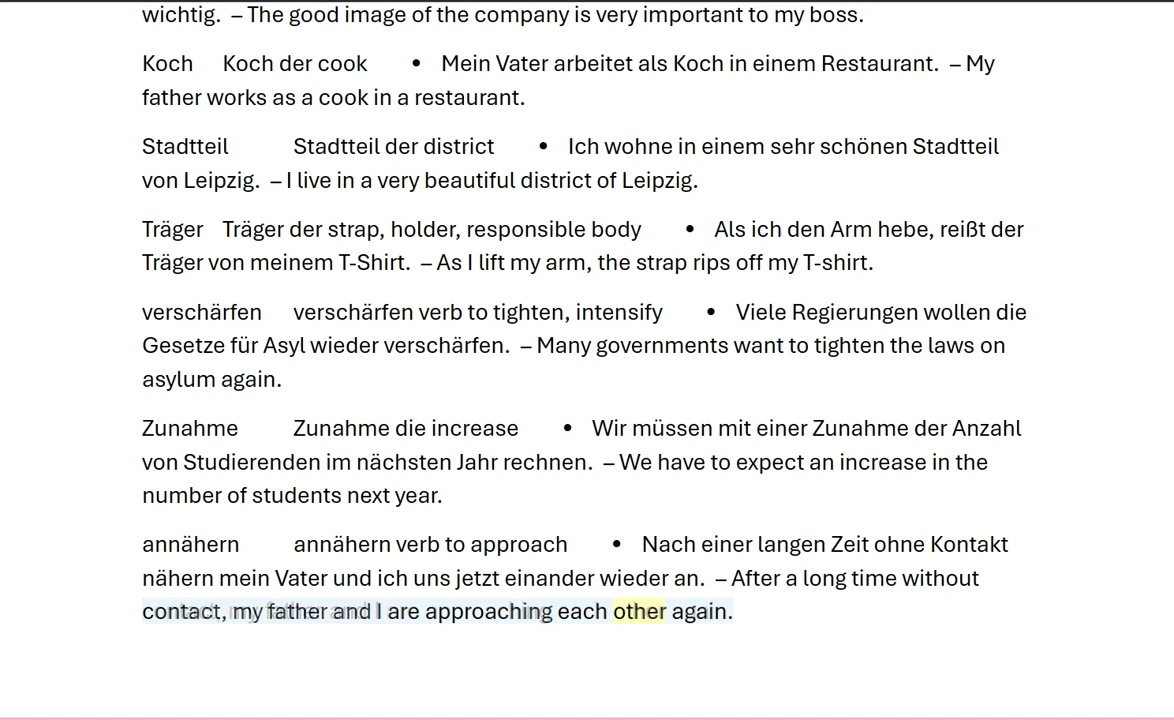 wichtig. – The good image of the company is very important to my boss.
Koch Koch der cook • Mein Vater arbeitet als Koch in einem Restaurant. – My
father works as a cook in a restaurant.
Stadtteil Stadtteil der district • Ich wohne in einem sehr schönen Stadtteil
von Leipzig. – I live in a very beautiful district of Leipzig.
Träger Träger der strap, holder, responsible body • Als ich den Arm hebe, reißt der
Träger von meinem T-Shirt. – As I lift my arm, the strap rips off my T-shirt.
verschärfen verschärfen verb to tighten, intensify • Viele Regierungen wollen die
Gesetze für Asyl wieder verschärfen. – Many governments want to tighten the laws on
asylum again.
Zunahme Zunahme die increase • Wir müssen mit einer Zunahme der Anzahl
von Studierenden im nächsten Jahr rechnen. – We have to expect an increase in the
number of students next year.
annähern annähern verb to approach • Nach einer langen Zeit ohne Kontakt
nähern mein Vater und ich uns jetzt einander wieder an. – After a long time without
contact, my father and I are approaching each other again.